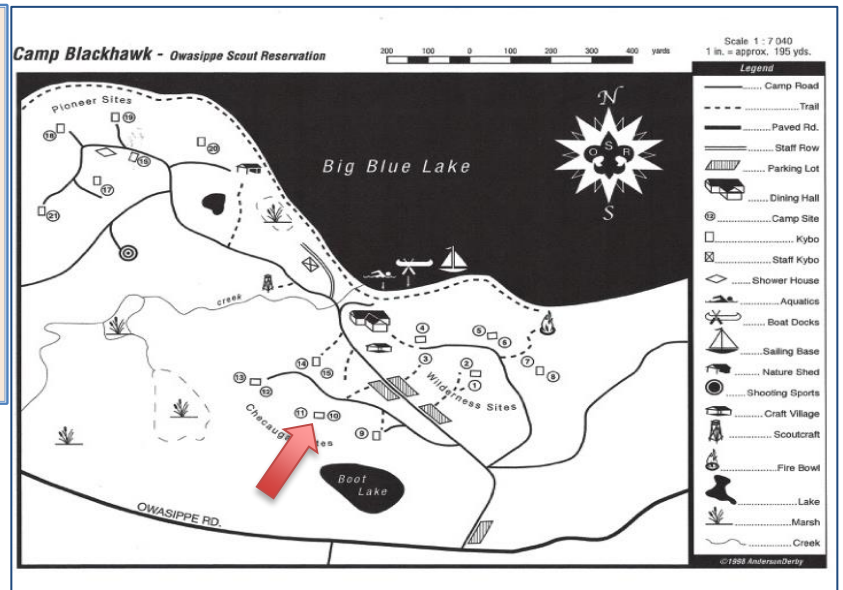 Camp Blackhawk - Owasippe Scout Reservation
200 100 0 100 200 300 400 yards
Scale 1 : 7 040
1 in. = approx. 195 yds.
Legend
Camp Road
Trail
Paved Rd.
Staff Row
Parking Lot
Dining Hall
12 Camp Site
Kybo
Staff Kybo
Shower House
Aquatics
Boat Docks
Sailing Base
Nature Shed
Shooting Sports
Craft Village
Scoutcraft
Fire Bowl
Lake
Marsh
Creek
©1998 AndersonDerby
N
O S R
S
Big Blue Lake
Pioneer Sites
19
18
20
17
21
creek
4
5
6
3
2
7
8
14
15
1
13
12
Wilderness Sites
11
10
9
Boot
Lake
OWASIPPE RD.